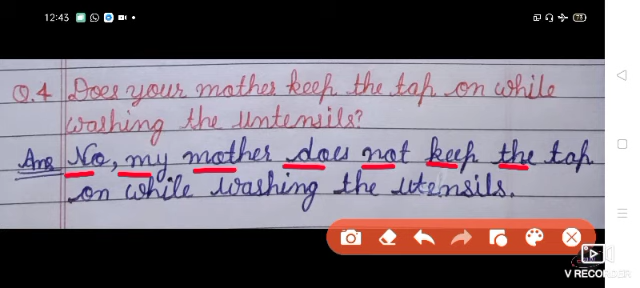 12:43
73
Q.4 Does your mother keep the tap on while
washing the untensils?
Ans No, my mother does not keep the tap
on while washing the utensils.
V RECORDER